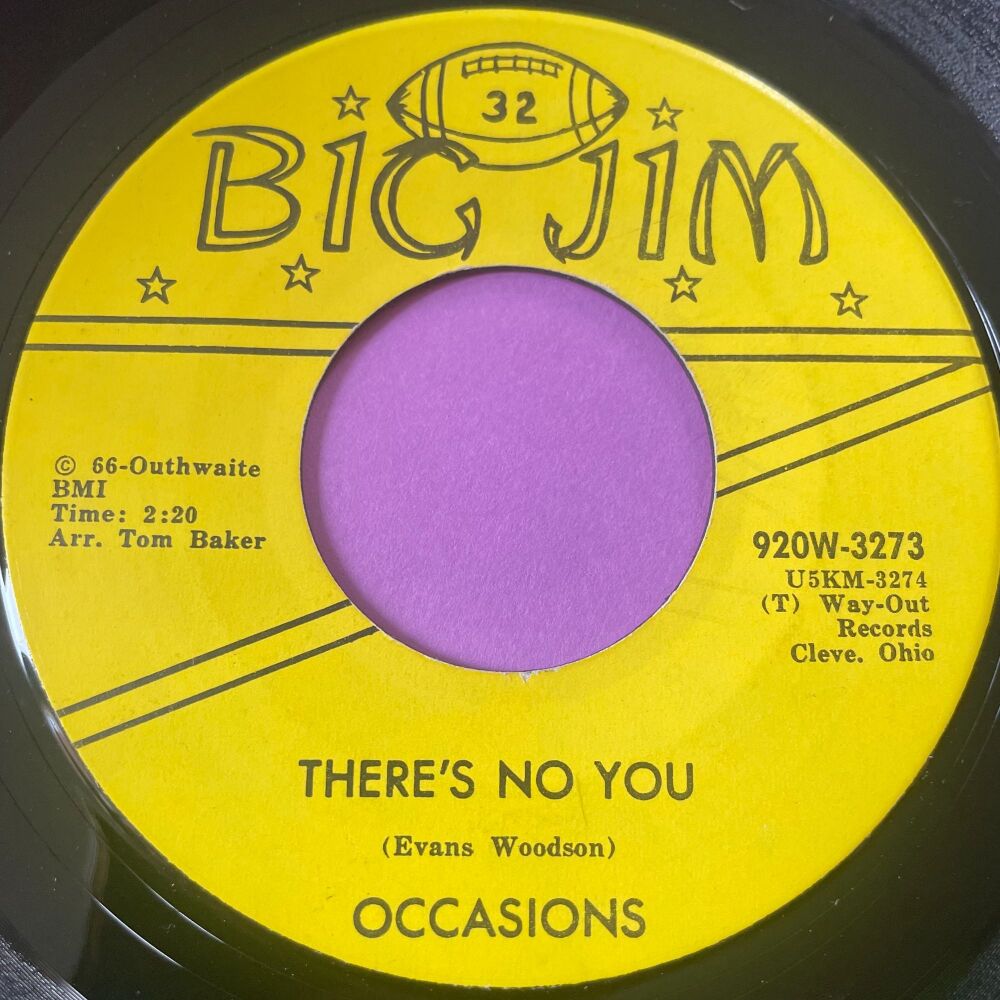 32
BIG JIM
© 66-Outhwaite
BMI
Time: 2:20
Arr. Tom Baker
920W-3273
U5KM-3274
(T) Way-Out
Records
Cleve. Ohio
THERE'S NO YOU
(Evans Woodson)
OCCASIONS